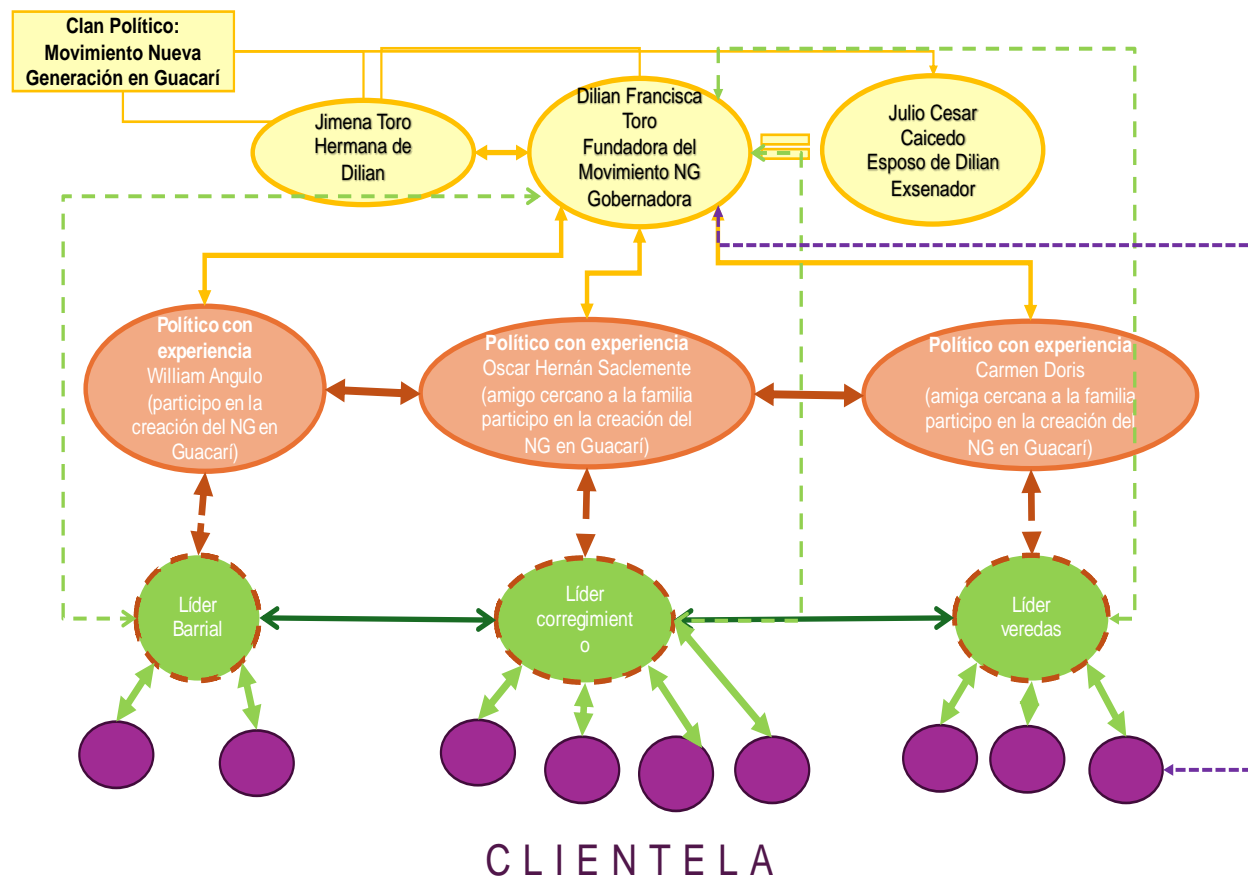 Clan Político:
Movimiento Nueva
Generación en Guacarí
Jimena Toro
Hermana de
Dilian
Dilian Francisca
Toro
Fundadora del
Movimiento NG
Gobernadora
Julio Cesar
Caicedo
Esposo de Dilian
Exsenador
Político con
experiencia
William Angulo
(participo en la
creación del NG en
Guacarí)
Político con experiencia
Oscar Hernán Saclemente
(amigo cercano a la familia
participo en la creación del
NG en Guacarí)
Político con experiencia
Carmen Doris
(amiga cercana a la familia
participo en la creación del
NG en Guacarí)
Líder
Barrial
Líder
corregimient
o
Líder
veredas
CLIENTELA